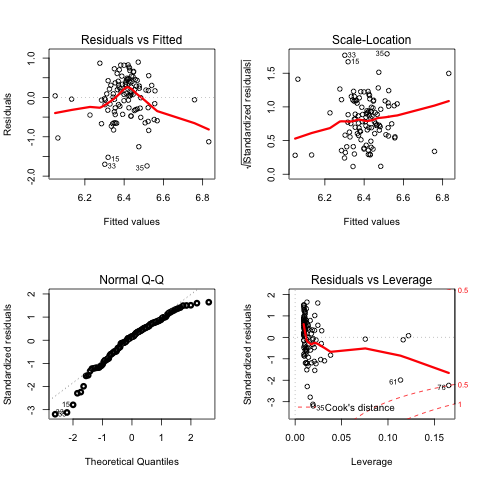 Residuals vs Fitted
Residuals
-2.0 -1.0 0.0 1.0
15
33
35
6.2 6.4 6.6 6.8
Fitted values
Scale-Location
√|Standardized residuals|
0.0 0.5 1.0 1.5
33
35
15
6.2 6.4 6.6 6.8
Fitted values
Normal Q-Q
Standardized residuals
-3 -2 -1 0 1 2
15
-2 -1 0 1 2
Theoretical Quantiles
Residuals vs Leverage
Standardized residuals
-3 -2 -1 0 1 2
0.5
0.5
1
61
76
35
Cook's distance
0.00 0.05 0.10 0.15
Leverage